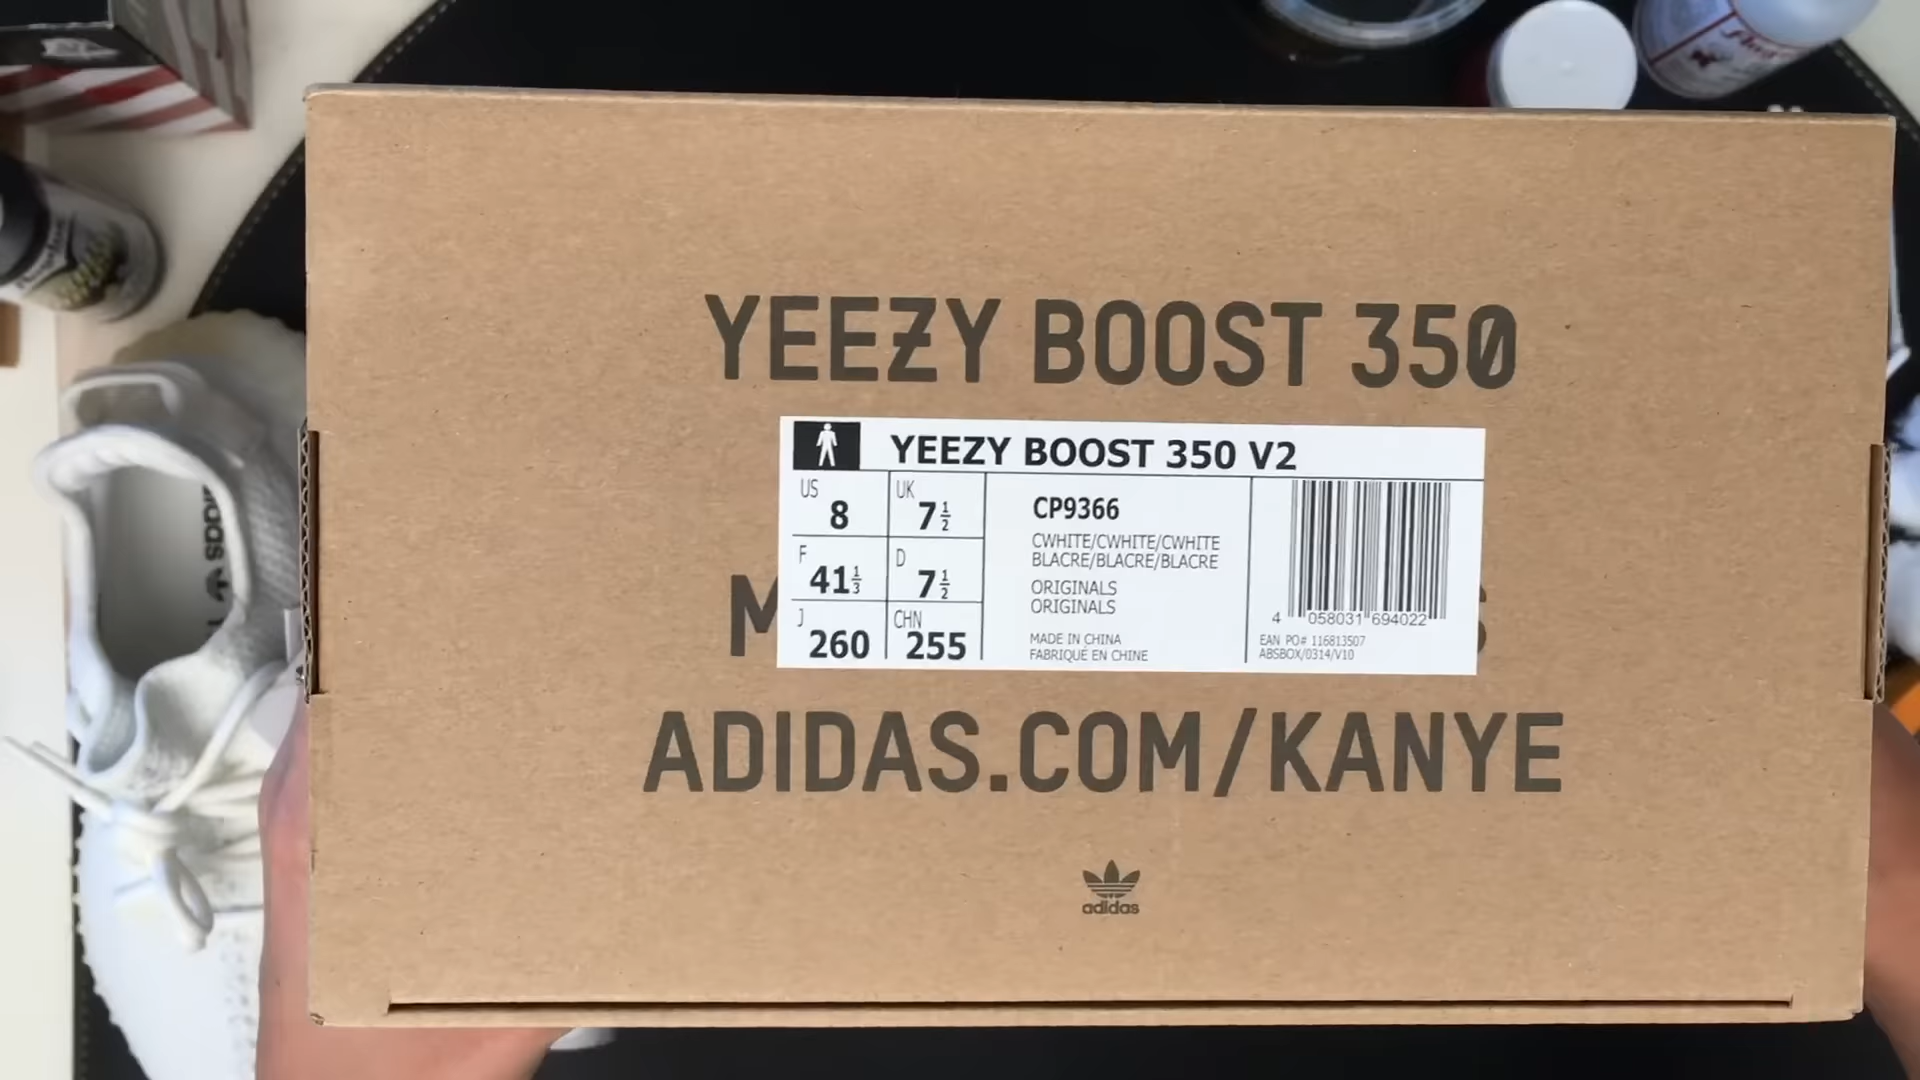 YEEZY BOOST 350
YEEZY BOOST 350 V2
US
8
UK
7 1/2
F
41 1/3
D
7 1/2
J
260
CHN
255
CP9366
CWHITE/CWHITE/CWHITE
BLACRE/BLACRE/BLACRE
ORIGINALS
ORIGINALS
MADE IN CHINA
FABRIQUÉ EN CHINE
4 058031 694022
EAN PO# 116813507
ABSBOX/0314/V10
M
S
ADIDAS.COM/KANYE
adidas